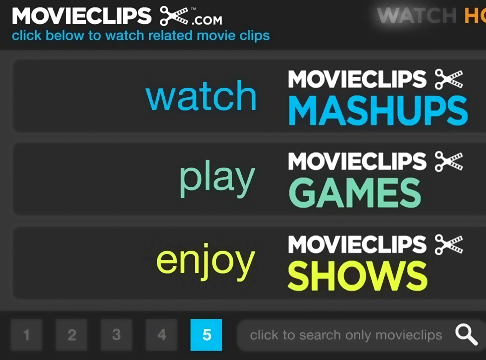 MOVIECLIPS .COM
WATCH HO
click below to watch related movie clips
watch
MOVIECLIPS
MASHUPS
play
MOVIECLIPS
GAMES
enjoy
MOVIECLIPS
SHOWS
1 2 3 4 5
click to search only movieclips